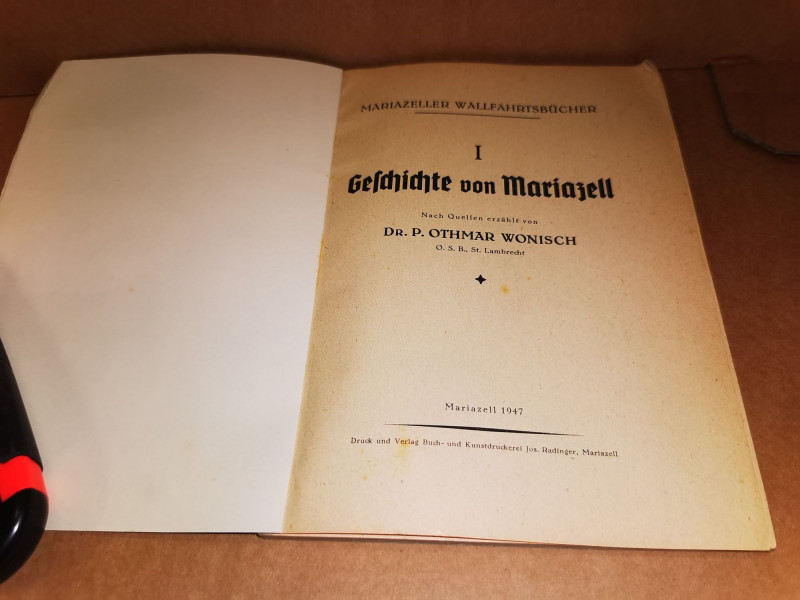 MARIAZELLER WALLFAHRTSBÜCHER
I
Geschichte von Mariazell
Nach Quellen erzählt von
DR. P. OTHMAR WONISCH
O. S. B., St. Lambrecht
Mariazell 1947
Druck und Verlag Buch- und Kunstdruckerei Jos. Radinger, Mariazell